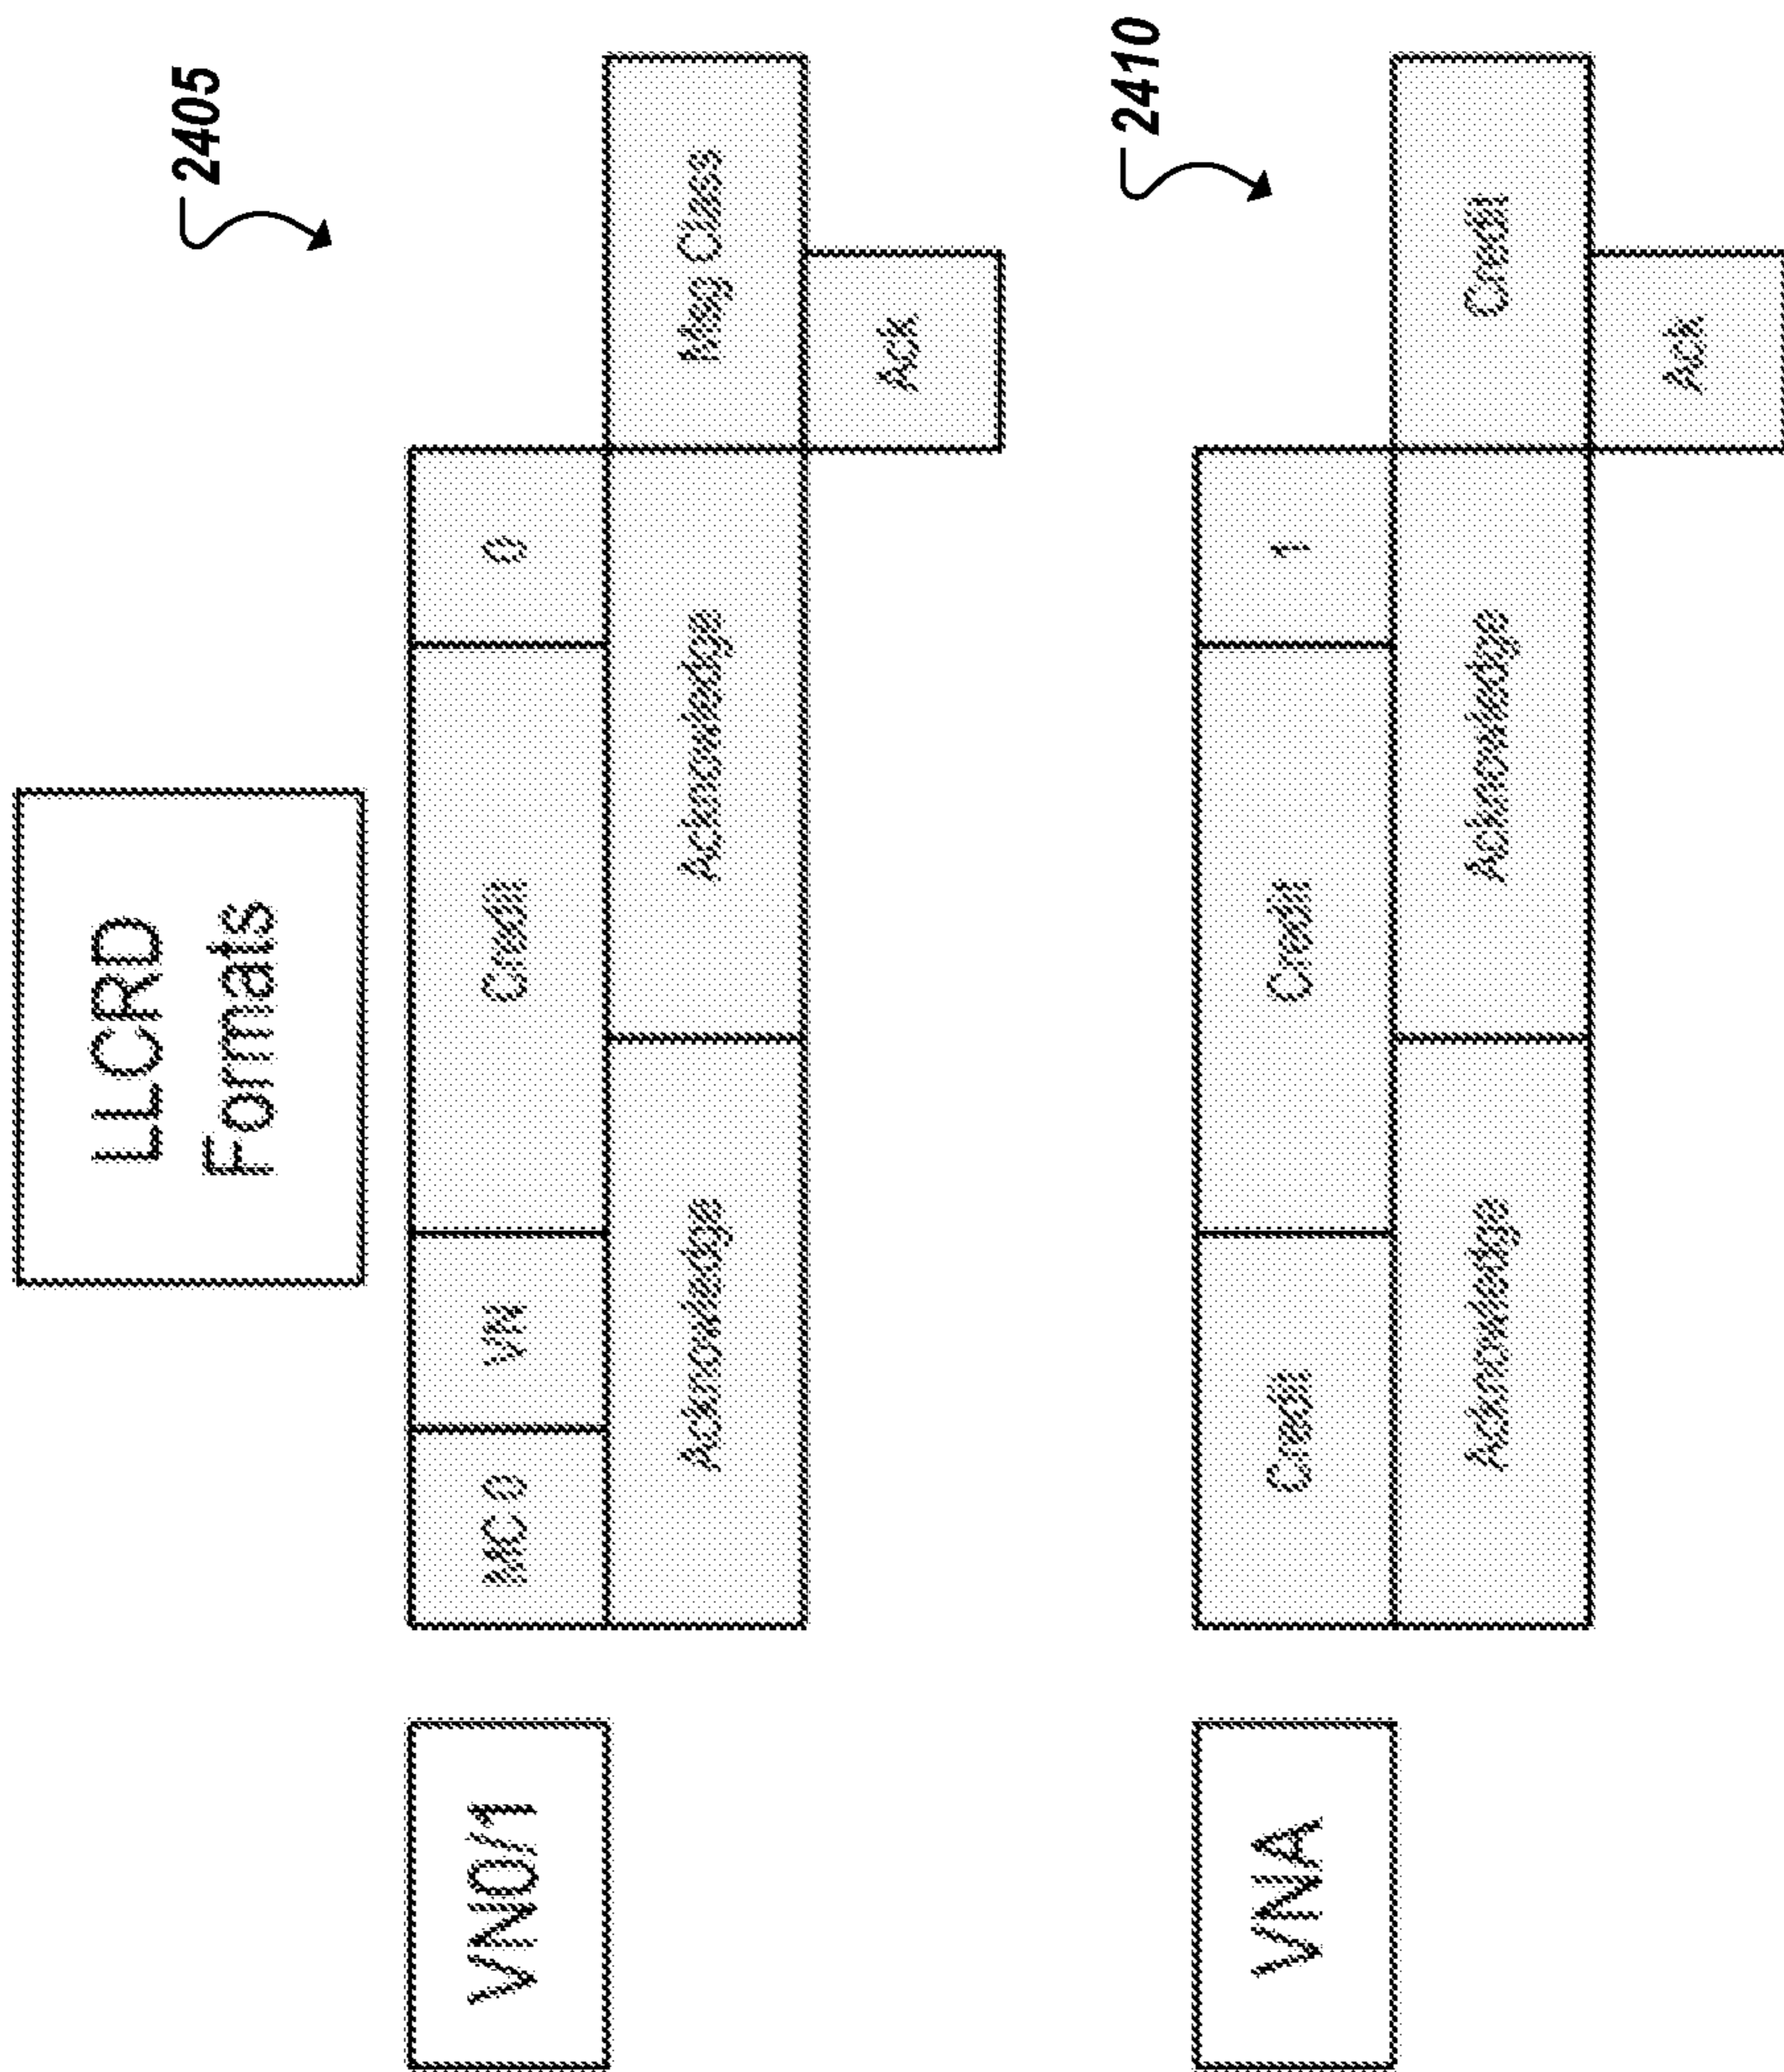 LLCRD
Formats
2405
VN0/1
MC 0
VN
Credit
0
Acknowledge
Acknowledge
Msg Class
Ack
2410
VNA
Credit
Credit
1
Acknowledge
Acknowledge
Credit
Ack